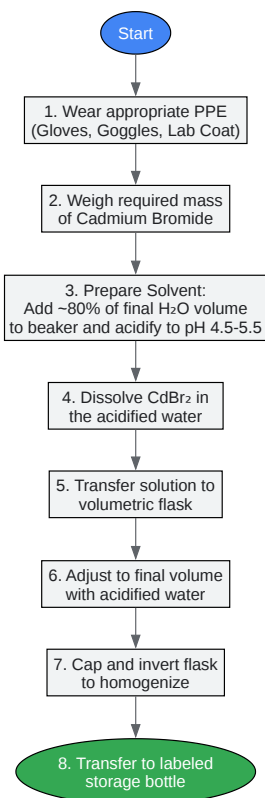 Start
1. Wear appropriate PPE
(Gloves, Goggles, Lab Coat)
2. Weigh required mass
of Cadmium Bromide
3. Prepare Solvent:
Add ~80% of final H₂O volume
to beaker and acidify to pH 4.5-5.5
4. Dissolve CdBr₂ in
the acidified water
5. Transfer solution to
volumetric flask
6. Adjust to final volume
with acidified water
7. Cap and invert flask
to homogenize
8. Transfer to labeled
storage bottle